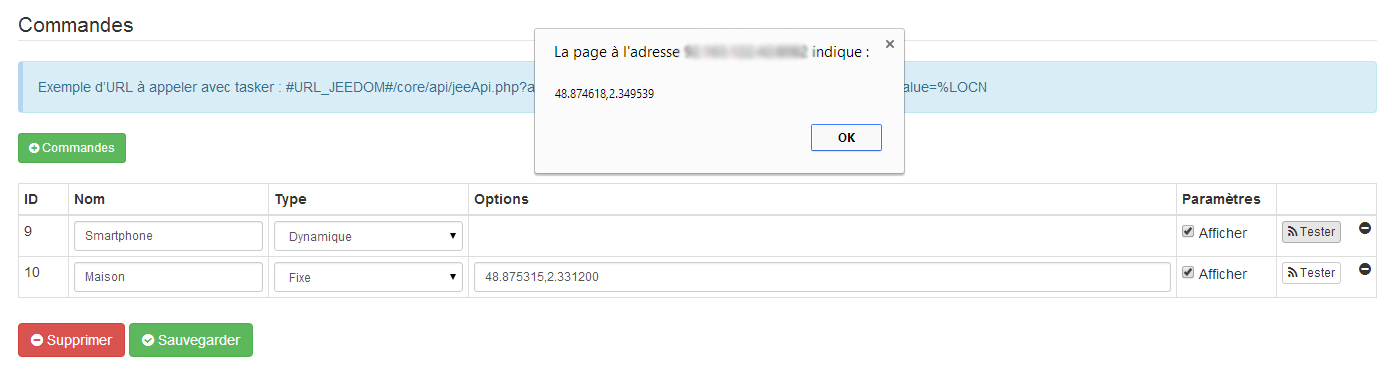 Commandes
La page à l'adresse indique :
48.874618,2.349539
OK
Exemple d'URL à appeler avec tasker : #URL_JEEDOM#/core/api/jeeApi.php?a
alue=%LOCN
Commandes
ID Nom Type Options Paramètres
9 Smartphone Dynamique Afficher Tester
10 Maison Fixe 48.875315,2.331200 Afficher Tester
Supprimer Sauvegarder